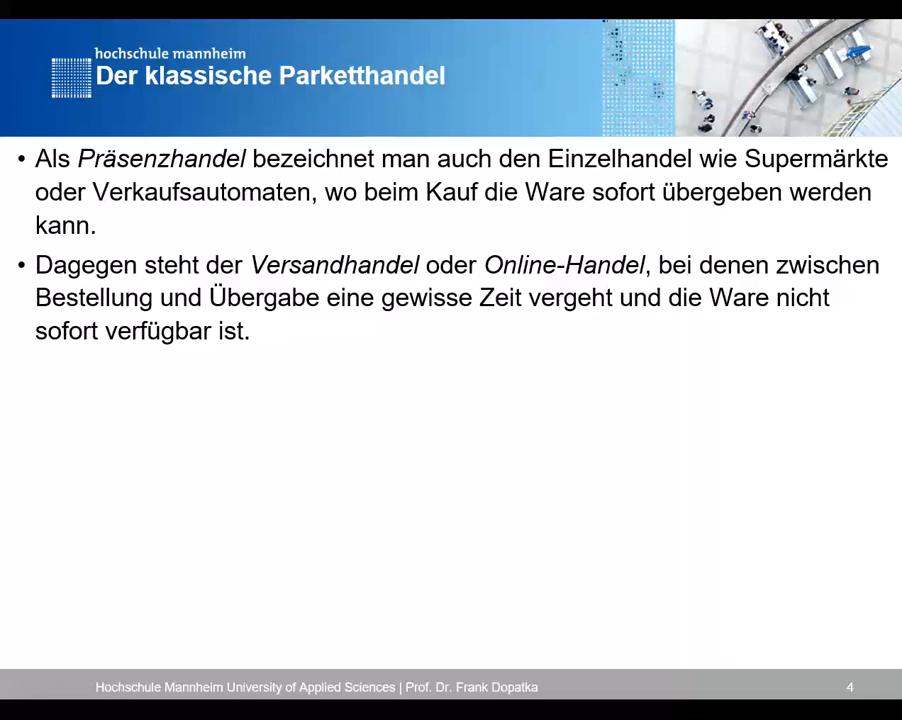 hochschule mannheim
Der klassische Parketthandel
• Als Präsenzhandel bezeichnet man auch den Einzelhandel wie Supermärkte
oder Verkaufsautomaten, wo beim Kauf die Ware sofort übergeben werden
kann.
• Dagegen steht der Versandhandel oder Online-Handel, bei denen zwischen
Bestellung und Übergabe eine gewisse Zeit vergeht und die Ware nicht
sofort verfügbar ist.
Hochschule Mannheim University of Applied Sciences | Prof. Dr. Frank Dopatka
4